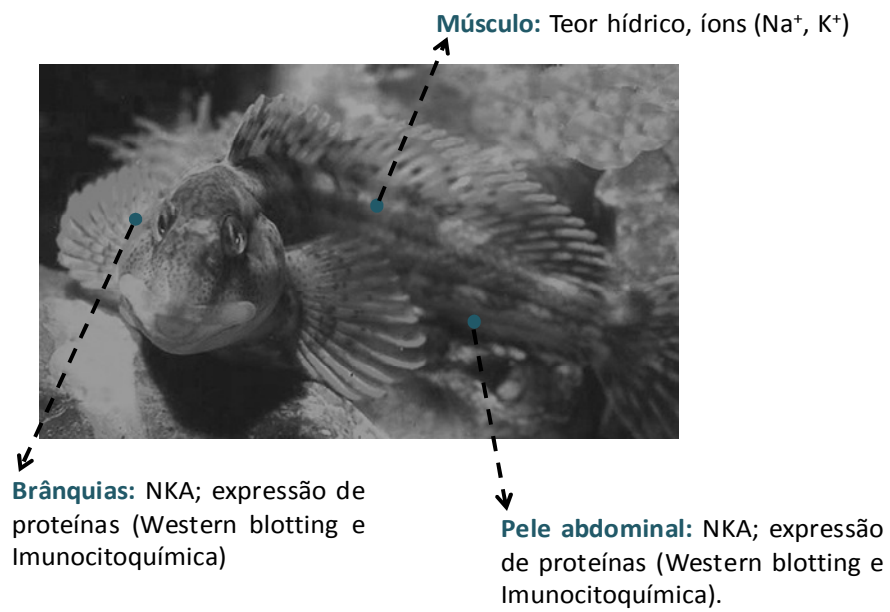 Músculo: Teor hídrico, íons (Na⁺, K⁺)
Brânquias: NKA; expressão de
proteínas (Western blotting e
Imunocitoquímica)
Pele abdominal: NKA; expressão
de proteínas (Western blotting e
Imunocitoquímica).